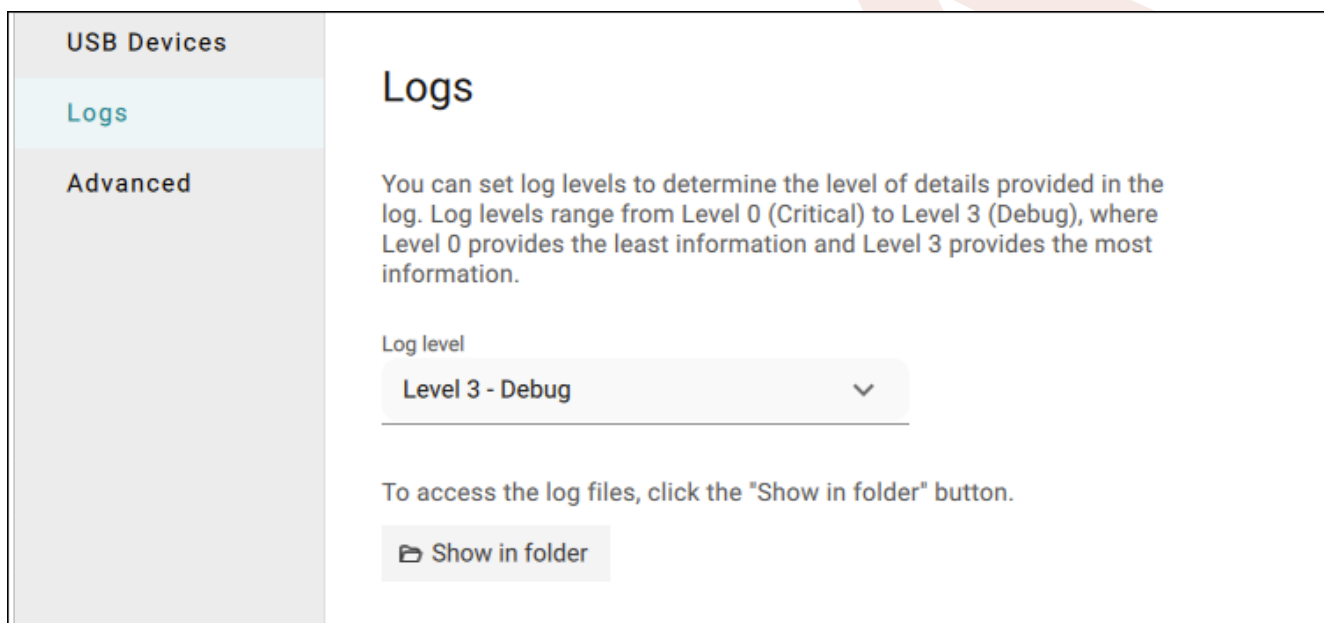 USB Devices
Logs
Advanced
Logs
You can set log levels to determine the level of details provided in the
log. Log levels range from Level 0 (Critical) to Level 3 (Debug), where
Level 0 provides the least information and Level 3 provides the most
information.
Log level
Level 3 - Debug
To access the log files, click the "Show in folder" button.
Show in folder